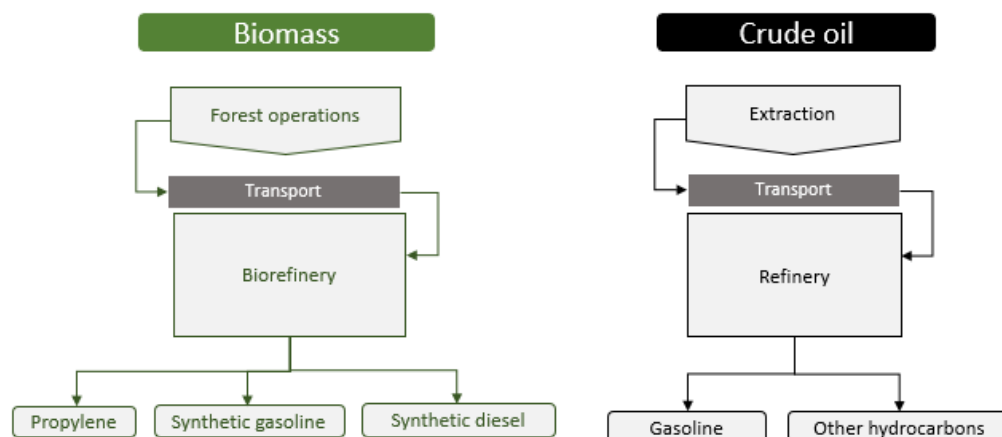 Biomass
Forest operations
Transport
Biorefinery
Propylene
Synthetic gasoline
Synthetic diesel
Crude oil
Extraction
Transport
Refinery
Gasoline
Other hydrocarbons